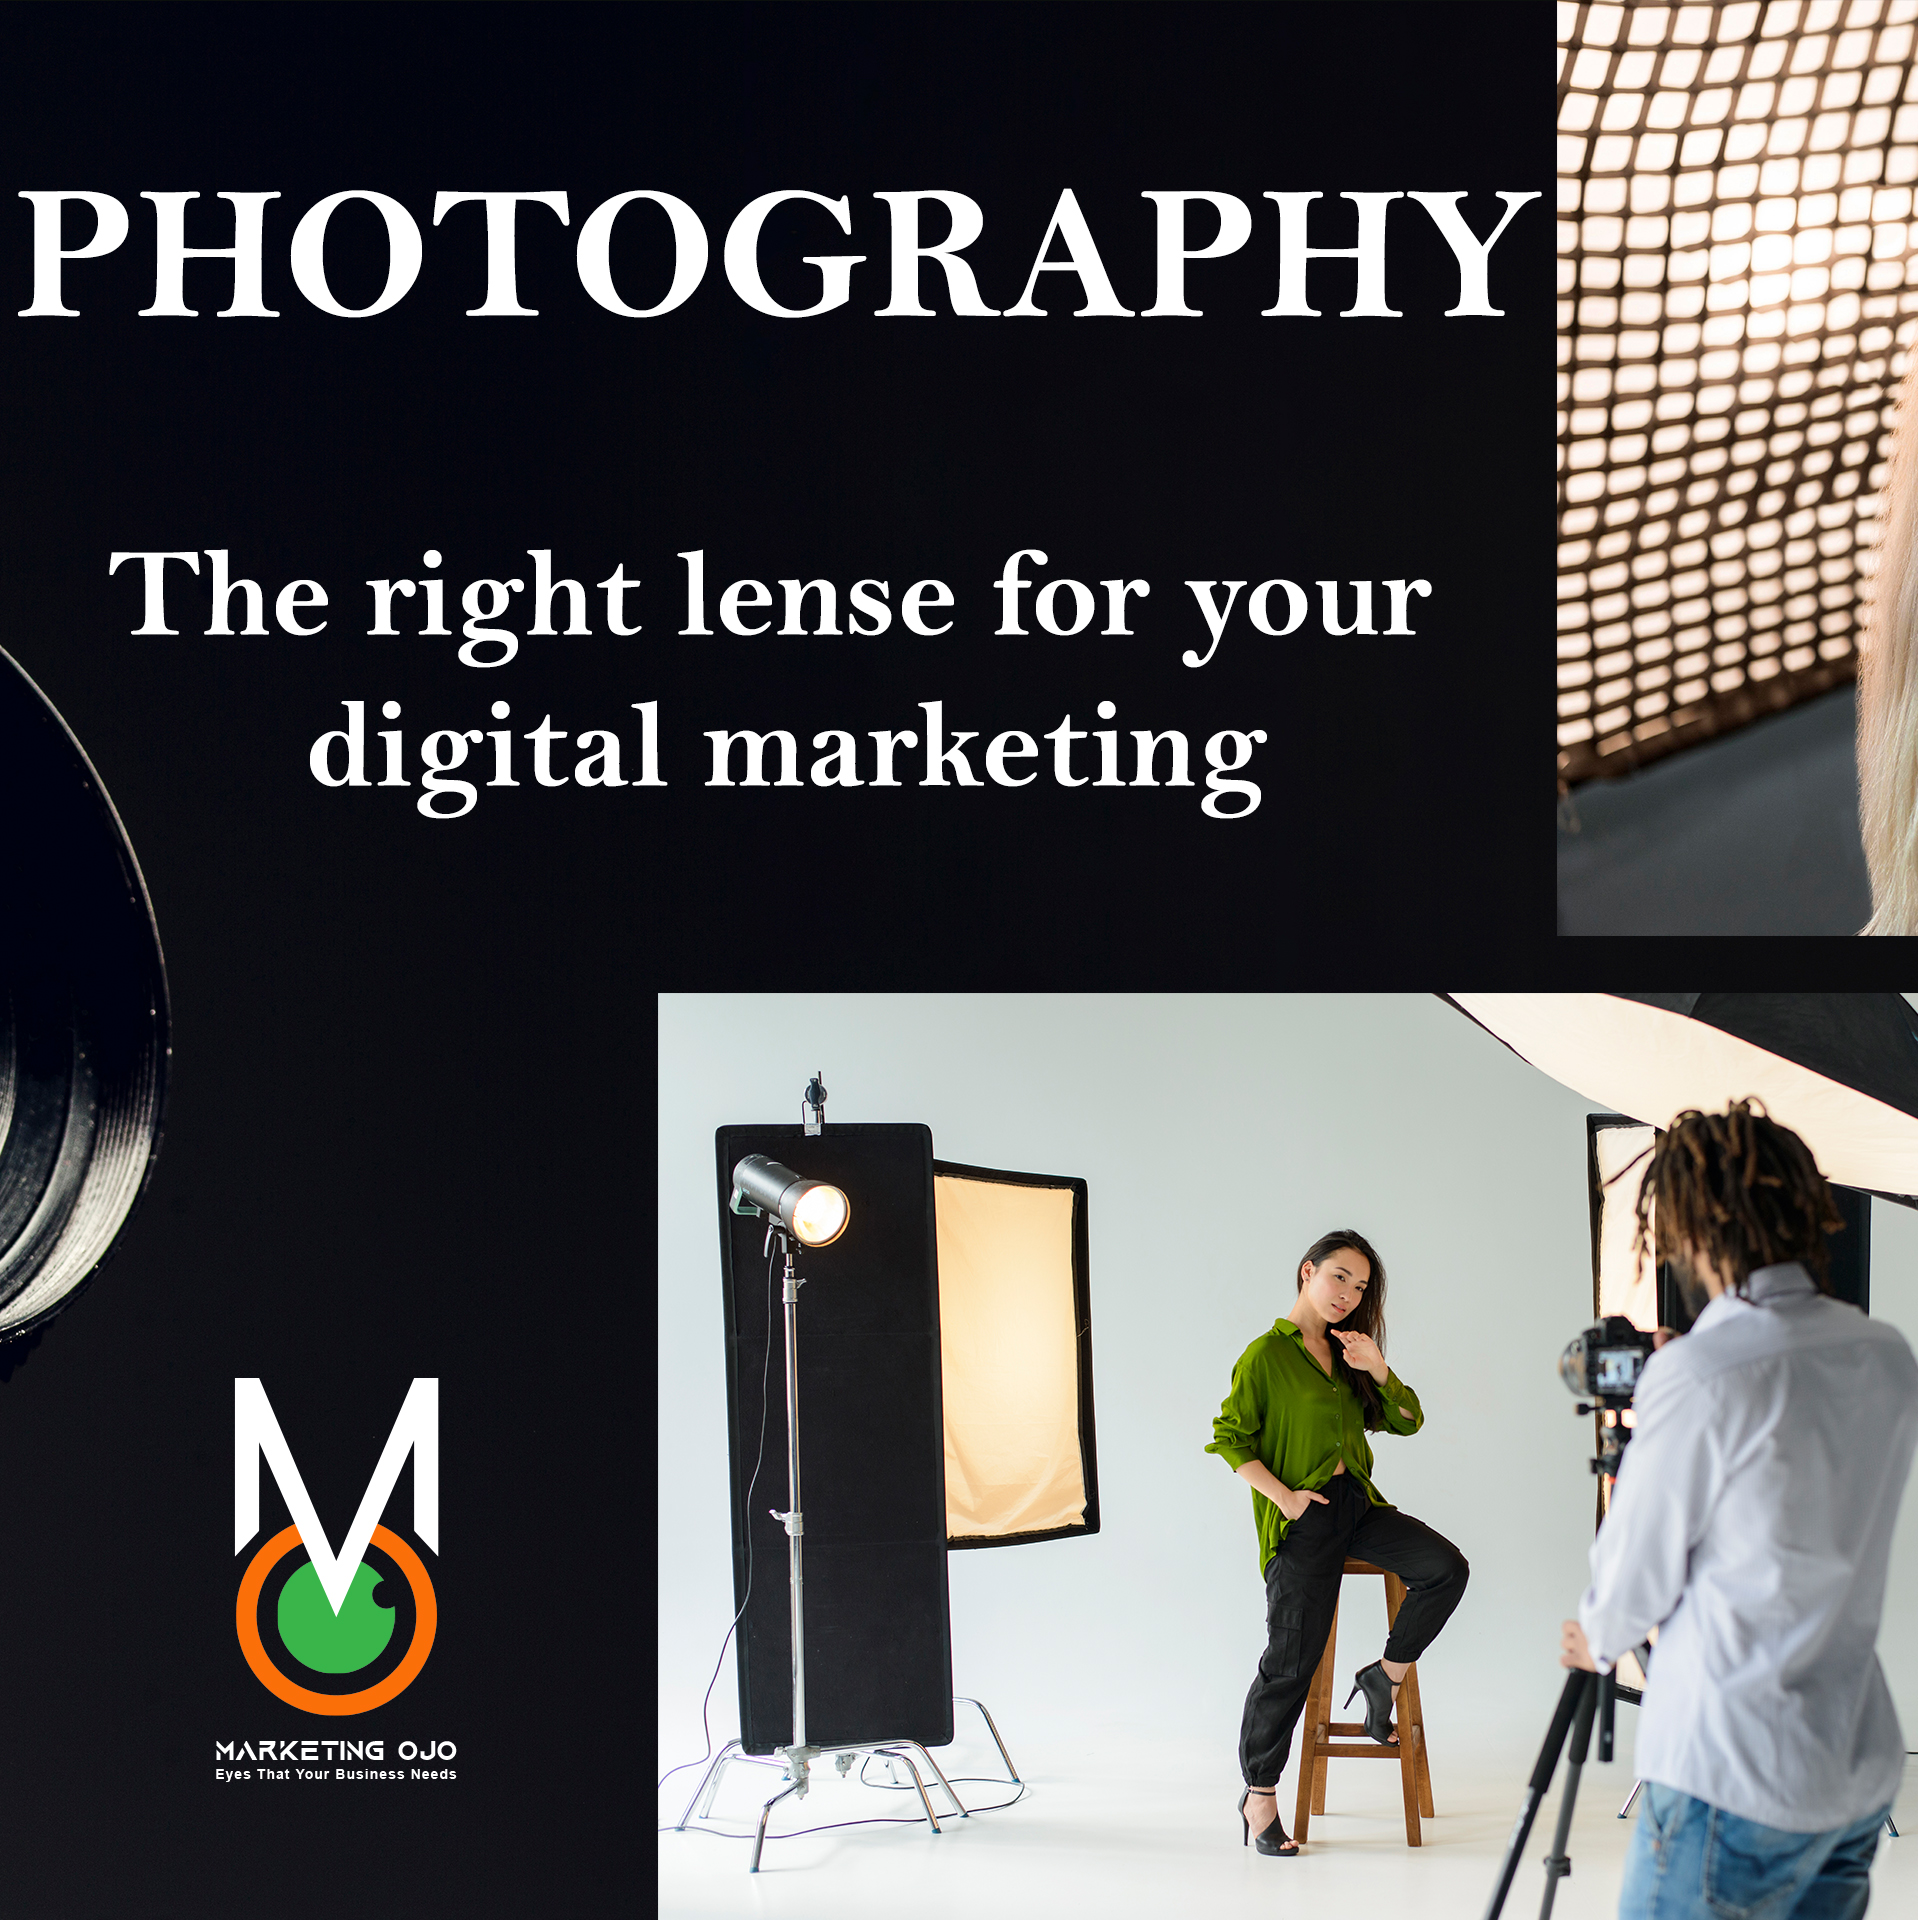 PHOTOGRAPHY
The right lense for your
digital marketing
MARKETING OJO
Eyes That Your Business Needs